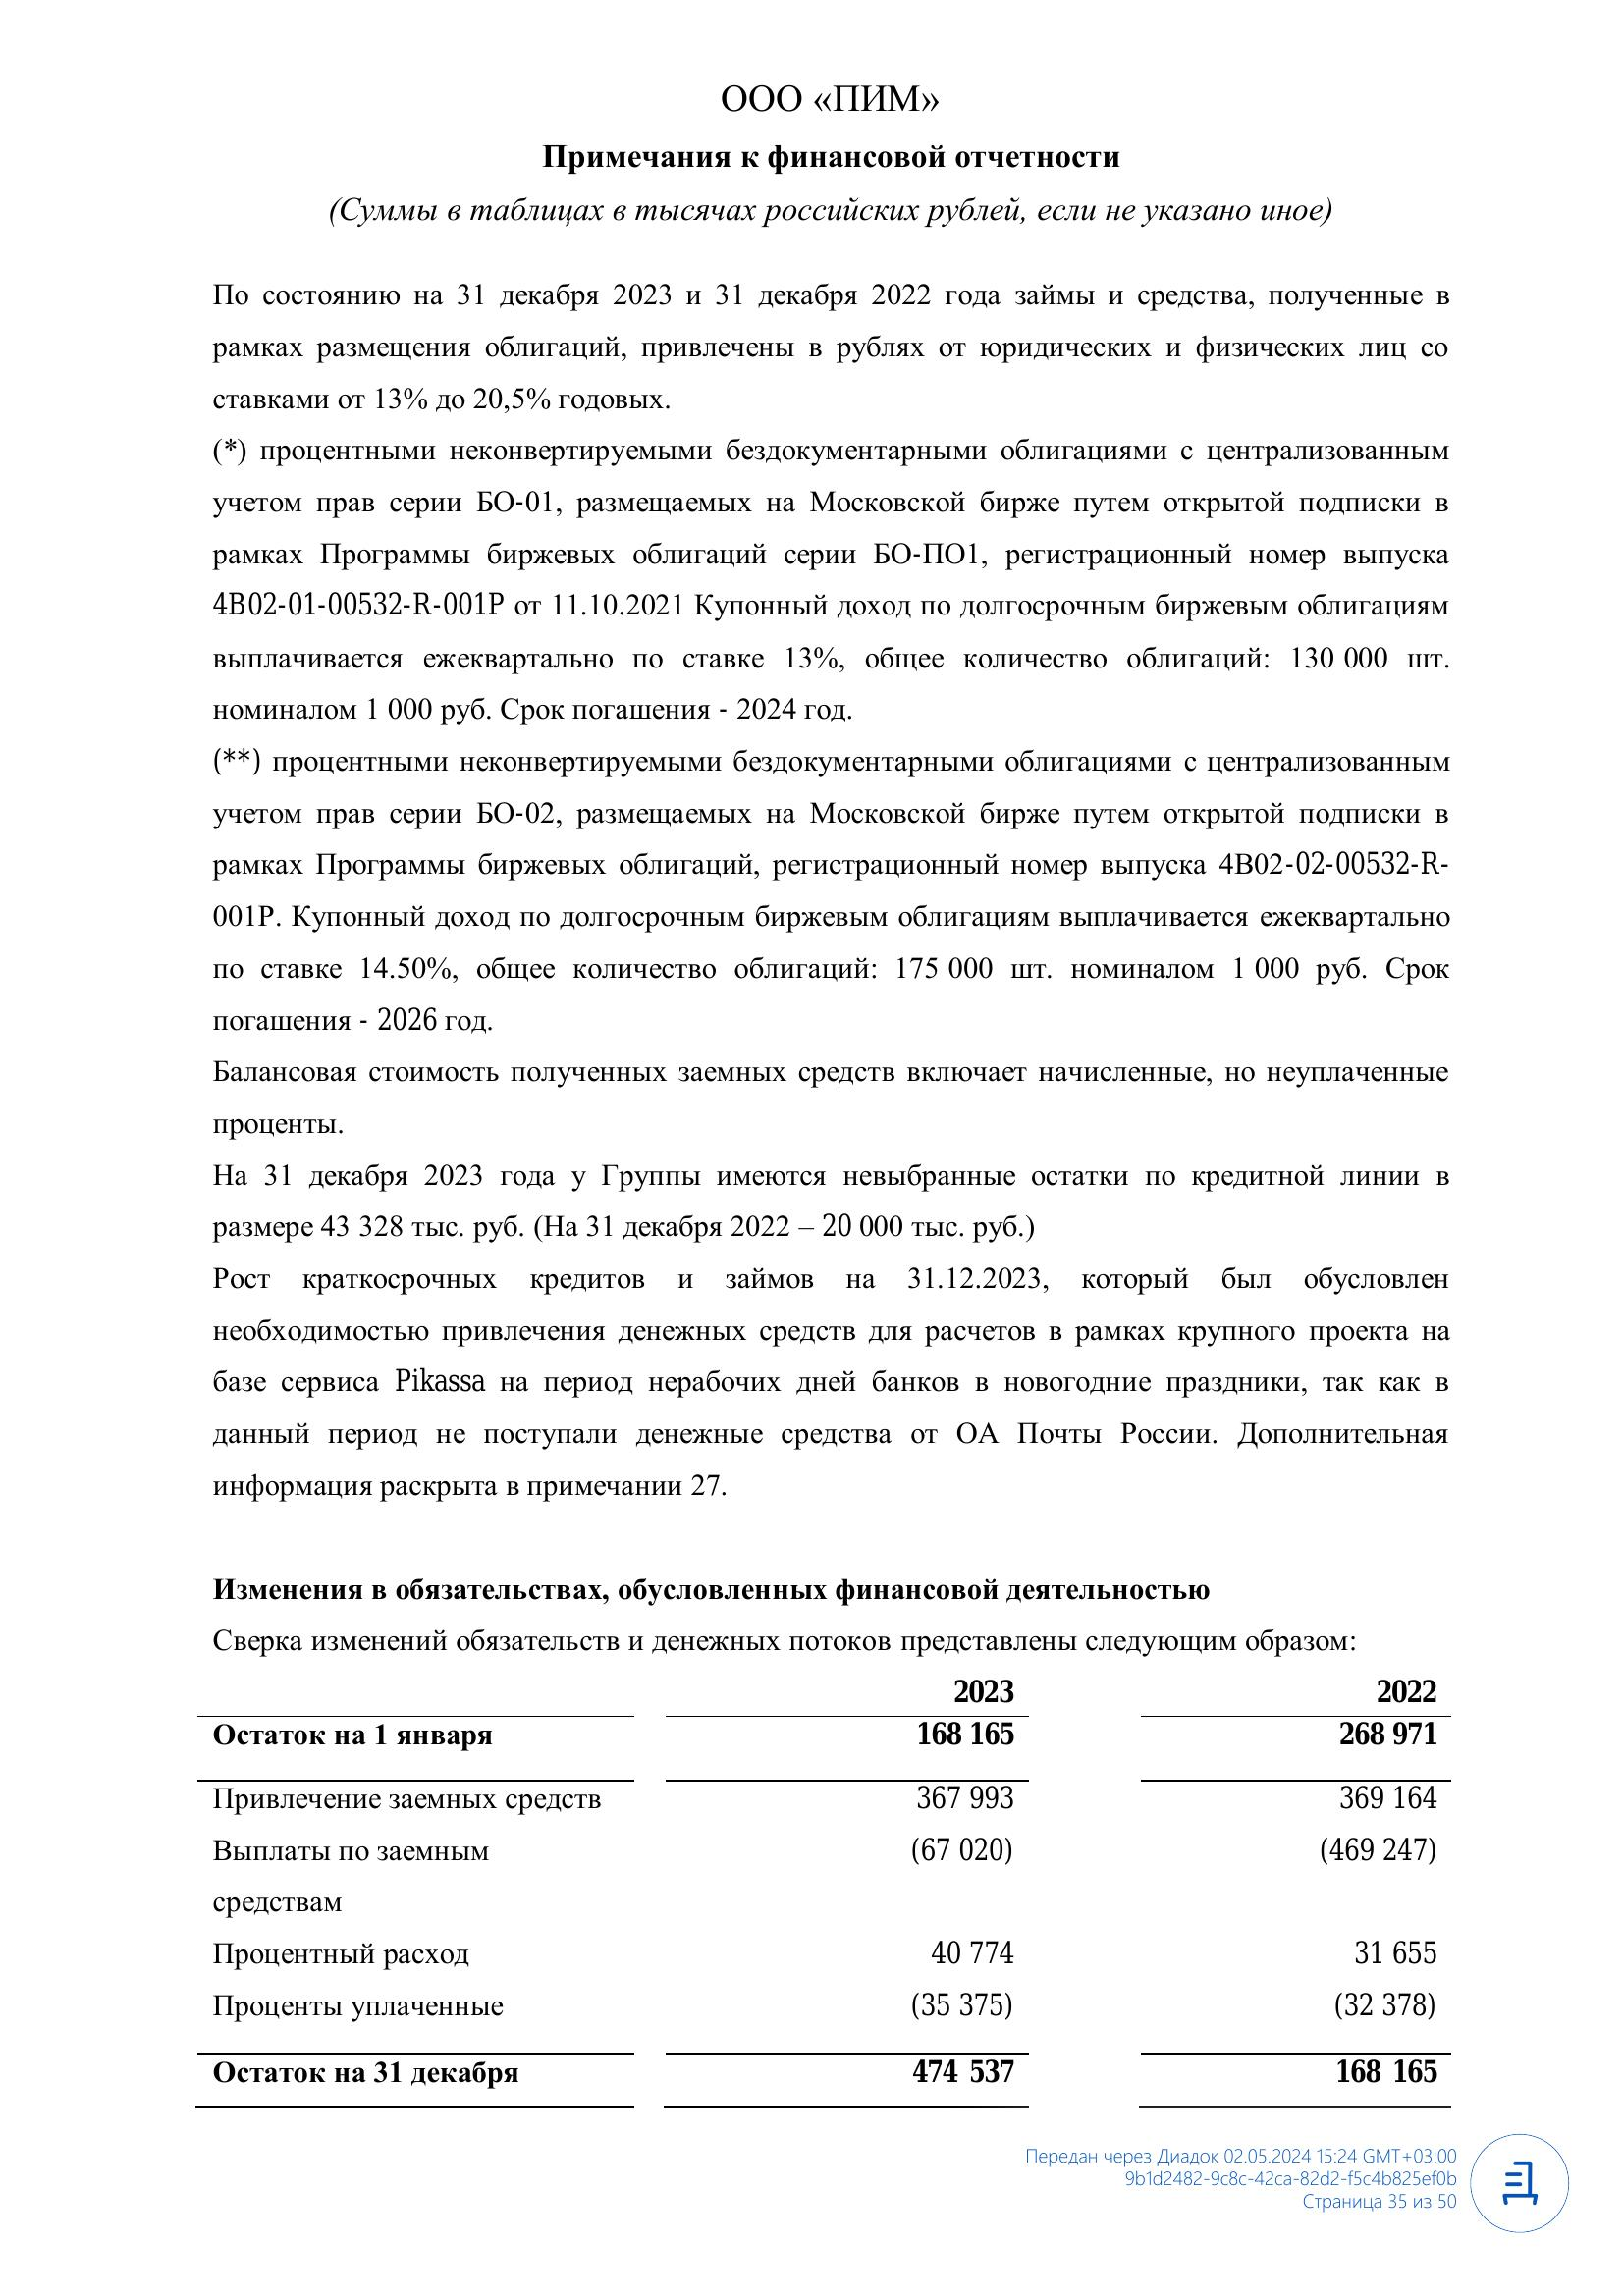 ООО «ПИМ»
Примечания к финансовой отчетности
(Суммы в таблицах в тысячах российских рублей, если не указано иное)
По состоянию на 31 декабря 2023 и 31 декабря 2022 года займы и средства, полученные в
рамках размещения облигаций, привлечены в рублях от юридических и физических лиц со
ставками от 13% до 20,5% годовых.
(*) процентными неконвертируемыми бездокументарными облигациями с централизованным
учетом прав серии БО-01, размещаемых на Московской бирже путем открытой подписки в
рамках Программы биржевых облигаций серии БО-ПО1, регистрационный номер выпуска
4B02-01-00532-R-001P от 11.10.2021 Купонный доход по долгосрочным биржевым облигациям
выплачивается ежеквартально по ставке 13%, общее количество облигаций: 130 000 шт.
номиналом 1 000 руб. Срок погашения - 2024 год.
(**) процентными неконвертируемыми бездокументарными облигациями с централизованным
учетом прав серии БО-02, размещаемых на Московской бирже путем открытой подписки в
рамках Программы биржевых облигаций, регистрационный номер выпуска 4В02-02-00532-R-
001P. Купонный доход по долгосрочным биржевым облигациям выплачивается ежеквартально
по ставке 14.50%, общее количество облигаций: 175 000 шт. номиналом 1 000 руб. Срок
погашения - 2026 год.
Балансовая стоимость полученных заемных средств включает начисленные, но неуплаченные
проценты.
На 31 декабря 2023 года у Группы имеются невыбранные остатки по кредитной линии в
размере 43 328 тыс. руб. (На 31 декабря 2022 – 20 000 тыс. руб.)
Рост краткосрочных кредитов и займов на 31.12.2023, который был обусловлен
необходимостью привлечения денежных средств для расчетов в рамках крупного проекта на
базе сервиса Pikassa на период нерабочих дней банков в новогодние праздники, так как в
данный период не поступали денежные средства от ОА Почты России. Дополнительная
информация раскрыта в примечании 27.
Изменения в обязательствах, обусловленных финансовой деятельностью
Сверка изменений обязательств и денежных потоков представлены следующим образом:
2023 2022
Остаток на 1 января 168 165 268 971
Привлечение заемных средств 367 993 369 164
Выплаты по заемным (67 020) (469 247)
средствам
Процентный расход 40 774 31 655
Проценты уплаченные (35 375) (32 378)
Остаток на 31 декабря 474 537 168 165
Передан через Диадок 02.05.2024 15:24 GMT+03:00
9b1d2482-9c8c-42ca-82d2-f5c4b825ef0b
Страница 35 из 50